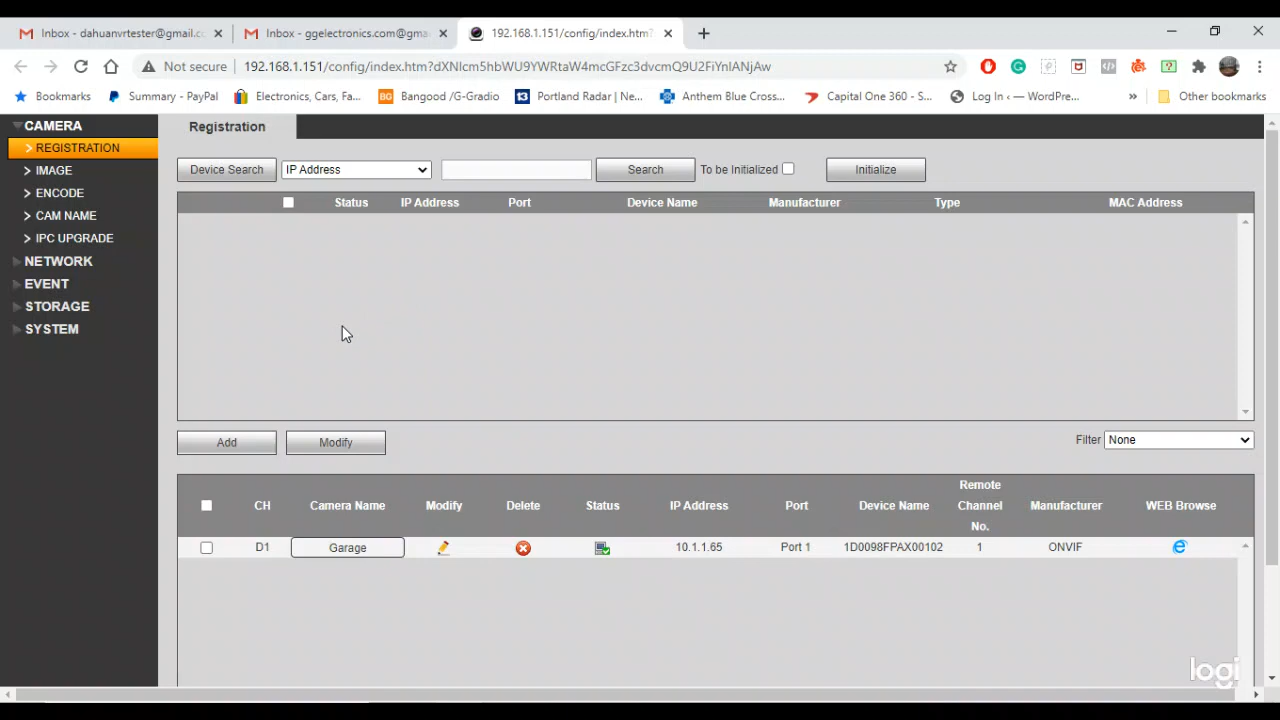 Inbox - dahuanvrtester@gmail.c
Inbox - ggelectronics.com@gma
192.168.1.151/config/index.htm?
Not secure
192.168.1.151/config/index.htm?dXNlcm5hbWU9YWRtaW4mcGFzc3dvcmQ9U2FiYnlANjAw
Bookmarks
Summary - PayPal
Electronics, Cars, Fa...
BG
Bangood /G-Gradio
13
Portland Radar | Ne...
Anthem Blue Cross...
Capital One 360 - S...
Log In ‹ — WordPre...
»
Other bookmarks
CAMERA
REGISTRATION
IMAGE
ENCODE
CAM NAME
IPC UPGRADE
NETWORK
EVENT
STORAGE
SYSTEM
Registration
Device Search
IP Address
Search
To be Initialized
Initialize
Status
IP Address
Port
Device Name
Manufacturer
Type
MAC Address
Add
Modify
Filter
None
CH
Camera Name
Modify
Delete
Status
IP Address
Port
Device Name
Remote
Channel
No.
Manufacturer
WEB Browse
D1
Garage
10.1.1.65
Port 1
1D0098FPAX00102
1
ONVIF
logi